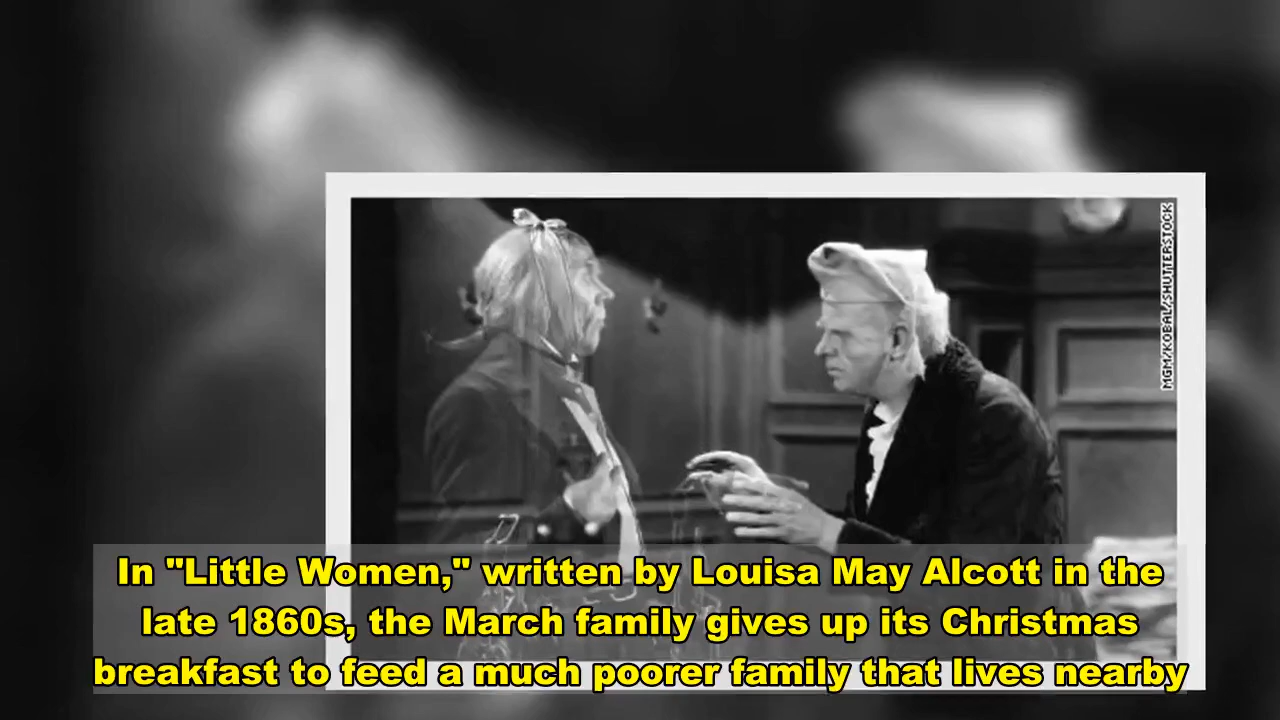 MGM/KOBAL/SHUTTERSTOCK
In "Little Women," written by Louisa May Alcott in the
late 1860s, the March family gives up its Christmas
breakfast to feed a much poorer family that lives nearby